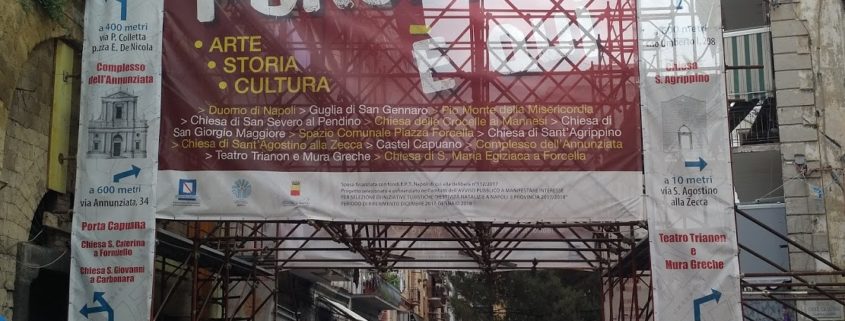 a 400 metri
via P. Colletta
p.zza E. De Nicola
Complesso
dell'Annunziata
a 600 metri
via Annunziata, 34
Porta Capuana
Chiesa S. Caterina
a Formiello
Chiesa S. Giovanni
a Carbonara
È QUI
• ARTE
• STORIA
• CULTURA
> Duomo di Napoli > Guglia di San Gennaro > Pio Monte della Misericordia
> Chiesa di San Severo al Pendino > Chiesa delle Crocelle ai Mannesi > Chiesa di
San Giorgio Maggiore > Spazio Comunale Piazza Forcella > Chiesa di Sant'Agrippino
> Chiesa di Sant'Agostino alla Zecca > Castel Capuano > Complesso dell'Annunziata
> Teatro Trianon e Mura Greche > Chiesa di S. Maria Egiziaca a Forcella
Chiesa
S. Agrippino
a 10 metri
via S. Agostino
alla Zecca
Teatro Trianon
e
Mura Greche